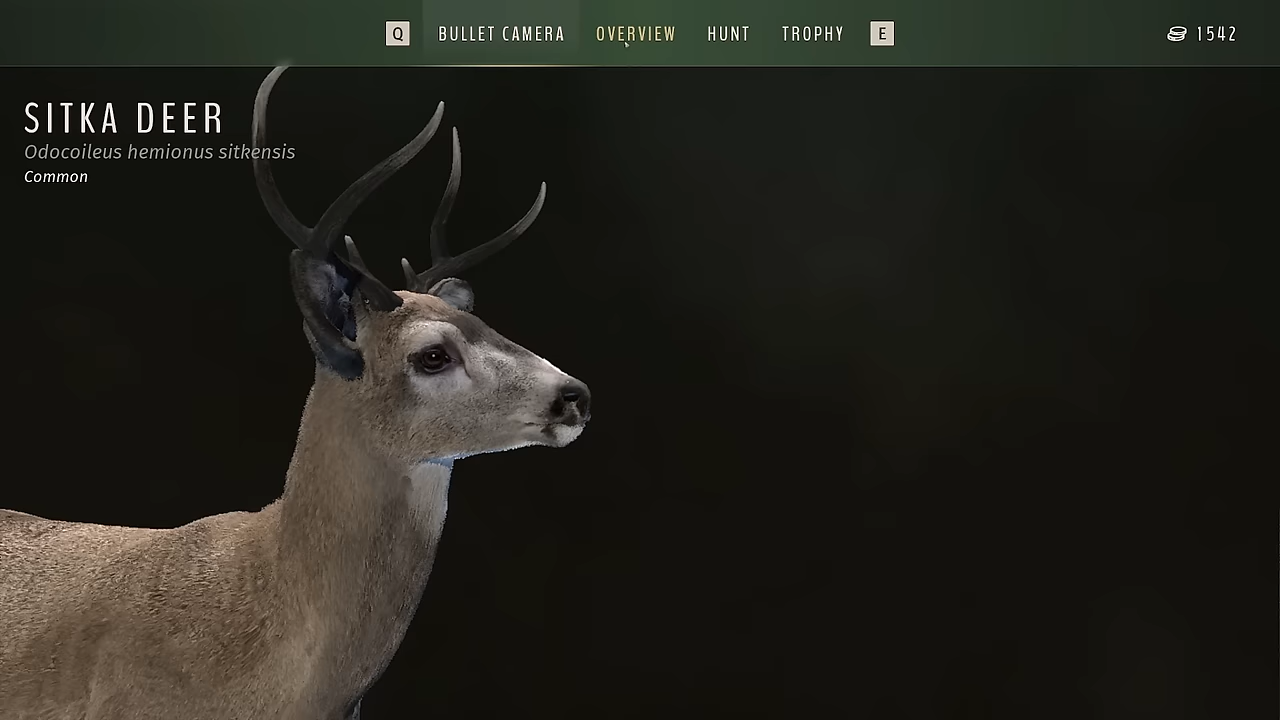 Q BULLET CAMERA OVERVIEW HUNT TROPHY E 1542
SITKA DEER
Odocoileus hemionus sitkensis
Common